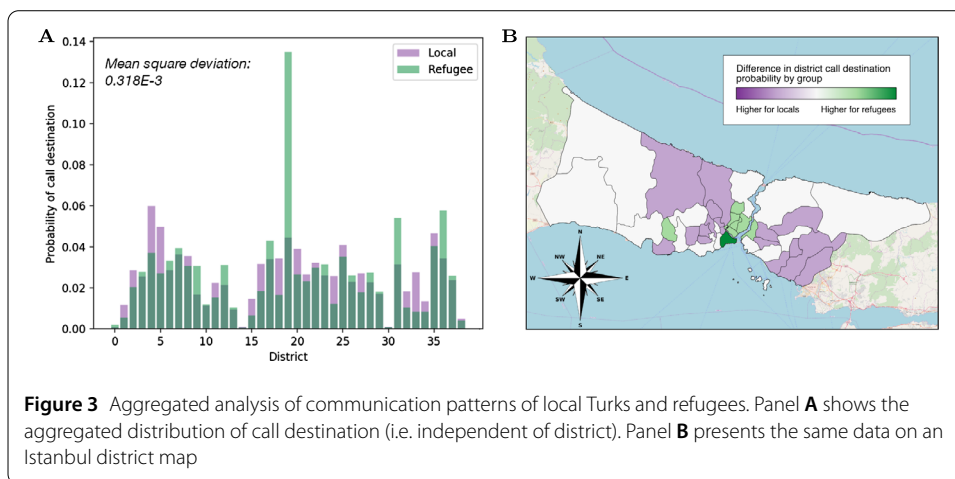 A
Mean square deviation:
0.318E-3
Local
Refugee
Probability of call destination
0.14
0.12
0.10
0.08
0.06
0.04
0.02
0.00
0 5 10 15 20 25 30 35
District
B
Difference in district call destination
probability by group
Higher for locals Higher for refugees
N
NW NE
W E
SW SE
S
Figure 3 Aggregated analysis of communication patterns of local Turks and refugees. Panel A shows the
aggregated distribution of call destination (i.e. independent of district). Panel B presents the same data on an
Istanbul district map